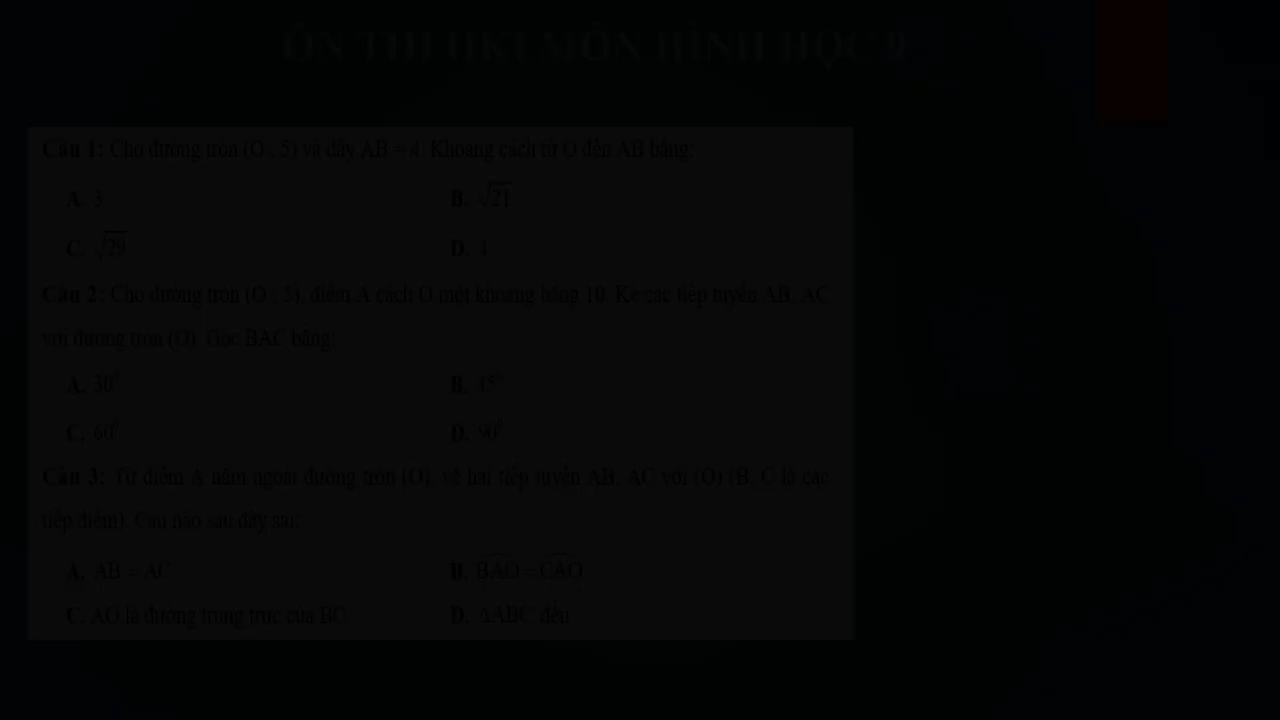 ÔN THI HKI MÔN HÌNH HỌC 9
Câu 1: Cho đường tròn (O ; 5) và dây AB = 4. Khoảng cách từ O đến AB bằng:
A. 3
B. √21
C. √29
D. 4
Câu 2: Cho đường tròn (O ; 5), điểm A cách O một khoảng bằng 10. Kẻ các tiếp tuyến AB, AC
với đường tròn (O). Góc BAC bằng:
A. 30⁰
B. 45⁰
C. 60⁰
D. 90⁰
Câu 3: Từ điểm A nằm ngoài đường tròn (O), vẽ hai tiếp tuyến AB, AC với (O) (B, C là các
tiếp điểm). Câu nào sau đây sai:
A. AB = AC
B. BAO = CAO
C. AO là đường trung trực của BC
D. ΔABC đều